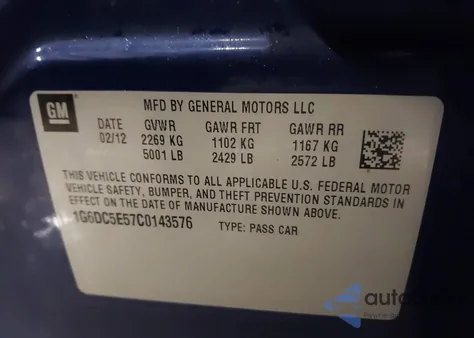 GM
MFD BY GENERAL MOTORS LLC
DATE GVWR GAWR FRT GAWR RR
02/12 2269 KG 1102 KG 1167 KG
5001 LB 2429 LB 2572 LB
THIS VEHICLE CONFORMS TO ALL APPLICABLE U.S. FEDERAL MOTOR
VEHICLE SAFETY, BUMPER, AND THEFT PREVENTION STANDARDS IN
EFFECT ON THE DATE OF MANUFACTURE SHOWN ABOVE.
1G6DC5E57C0143576 TYPE: PASS CAR